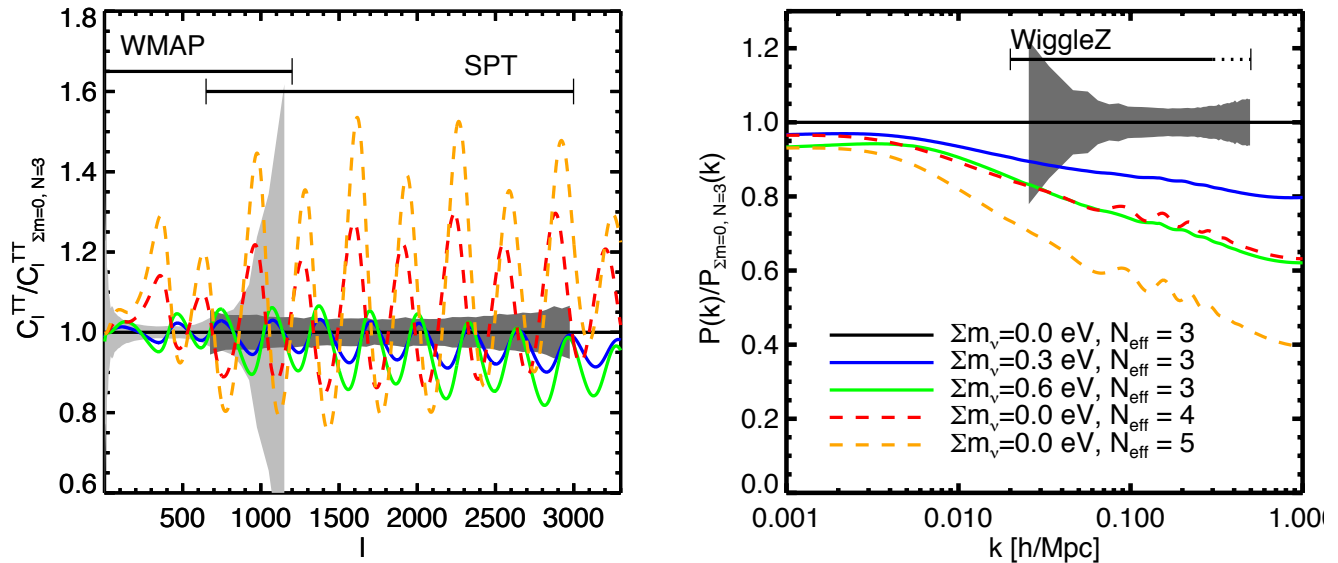 WMAP
SPT
1.8
1.6
1.4
1.2
1.0
0.8
0.6
C_l^TT/C_l^TT Σm=0, N=3
500 1000 1500 2000 2500 3000
l
WiggleZ
1.2
1.0
0.8
0.6
0.4
0.2
0.0
P(k)/P_Σm=0, N=3(k)
Σm_ν=0.0 eV, N_eff = 3
Σm_ν=0.3 eV, N_eff = 3
Σm_ν=0.6 eV, N_eff = 3
Σm_ν=0.0 eV, N_eff = 4
Σm_ν=0.0 eV, N_eff = 5
0.001 0.010 0.100 1.00
k [h/Mpc]